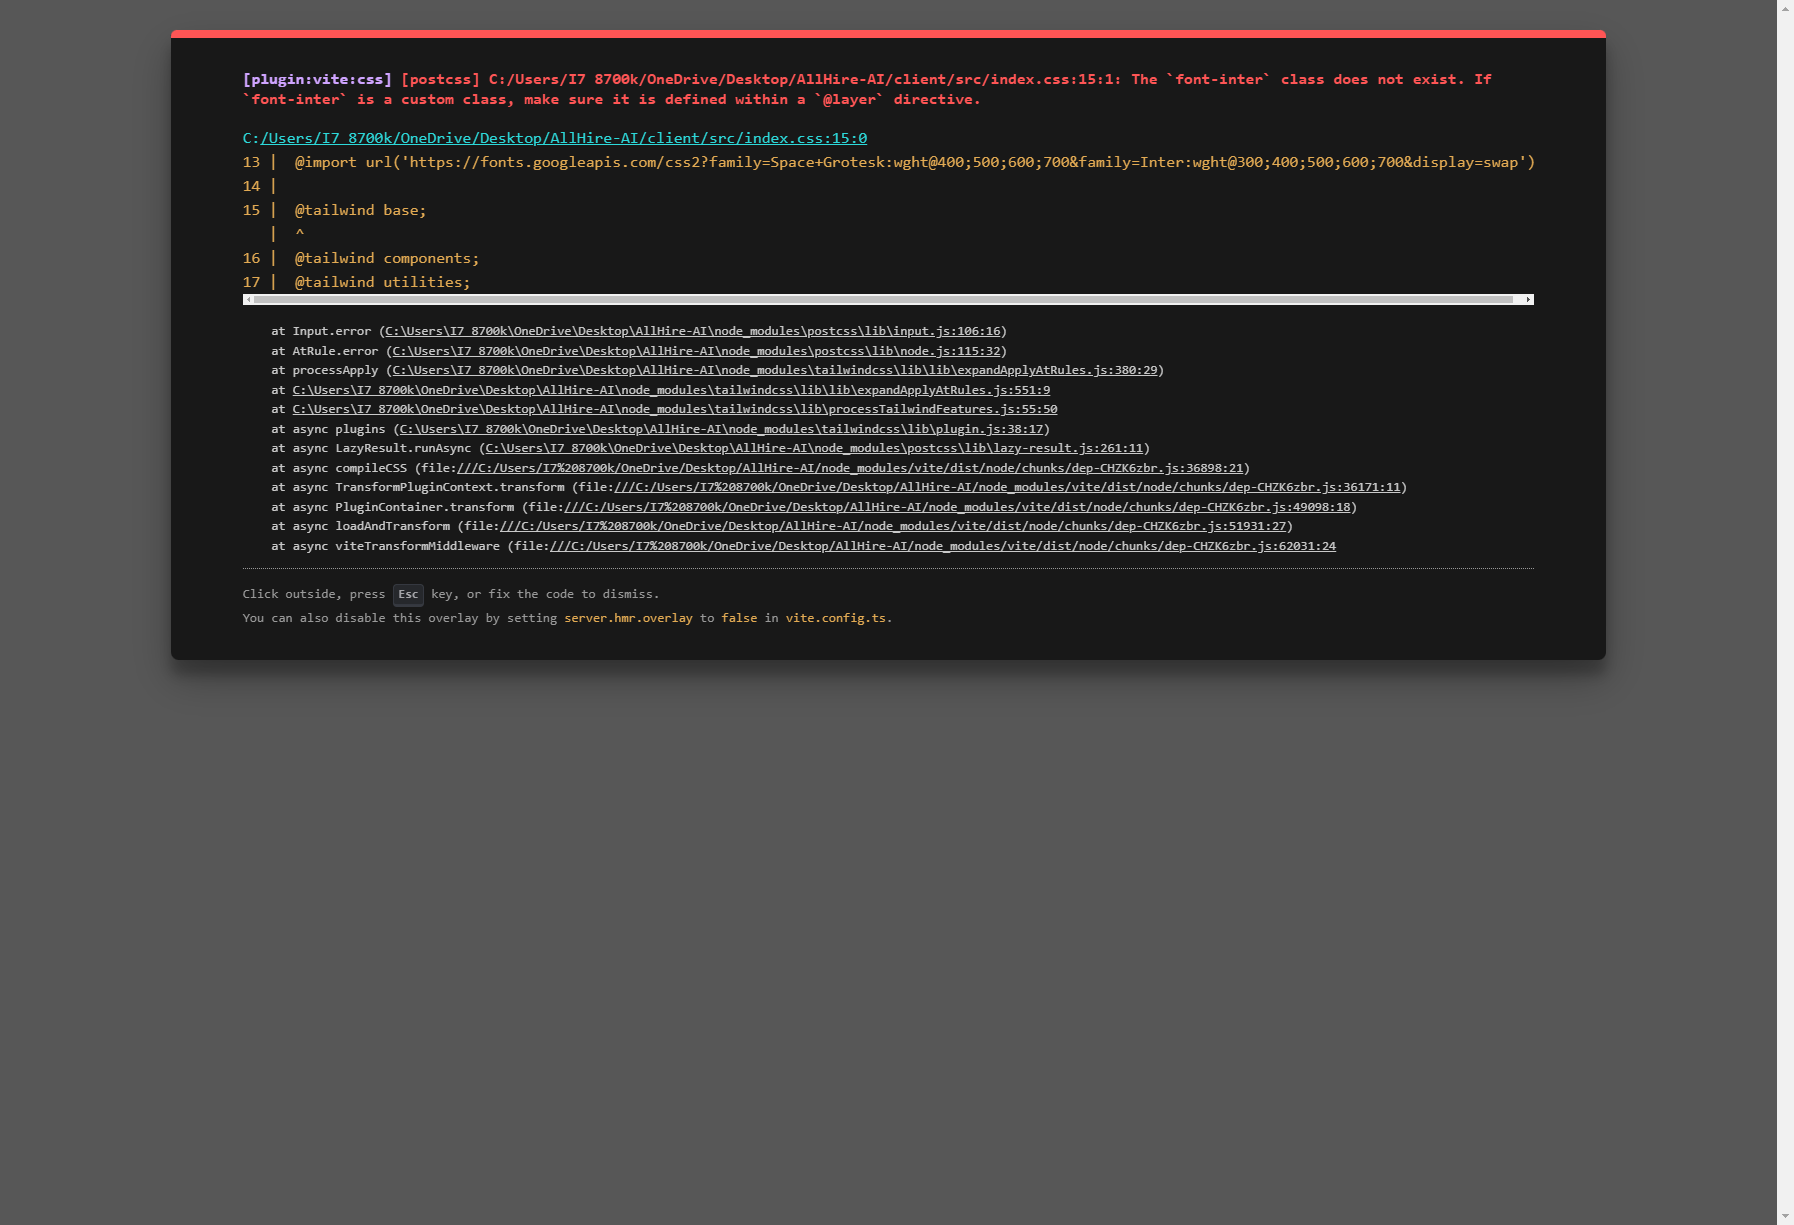 [plugin:vite:css] [postcss] C:/Users/I7 8700k/OneDrive/Desktop/AllHire-AI/client/src/index.css:15:1: The `font-inter` class does not exist. If
`font-inter` is a custom class, make sure it is defined within a `@layer` directive.
C:/Users/I7 8700k/OneDrive/Desktop/AllHire-AI/client/src/index.css:15:0
13 |  @import url('https://fonts.googleapis.com/css2?family=Space+Grotesk:wght@400;500;600;700&family=Inter:wght@300;400;500;600;700&display=swap')
14 |
15 |  @tailwind base;
   |  ^
16 |  @tailwind components;
17 |  @tailwind utilities;
at Input.error (C:\Users\I7 8700k\OneDrive\Desktop\AllHire-AI\node_modules\postcss\lib\input.js:106:16)
at AtRule.error (C:\Users\I7 8700k\OneDrive\Desktop\AllHire-AI\node_modules\postcss\lib\node.js:115:32)
at processApply (C:\Users\I7 8700k\OneDrive\Desktop\AllHire-AI\node_modules\tailwindcss\lib\lib\expandApplyAtRules.js:380:29)
at C:\Users\I7 8700k\OneDrive\Desktop\AllHire-AI\node_modules\tailwindcss\lib\lib\expandApplyAtRules.js:551:9
at C:\Users\I7 8700k\OneDrive\Desktop\AllHire-AI\node_modules\tailwindcss\lib\processTailwindFeatures.js:55:50
at async plugins (C:\Users\I7 8700k\OneDrive\Desktop\AllHire-AI\node_modules\tailwindcss\lib\plugin.js:38:17)
at async LazyResult.runAsync (C:\Users\I7 8700k\OneDrive\Desktop\AllHire-AI\node_modules\postcss\lib\lazy-result.js:261:11)
at async compileCSS (file:///C:/Users/I7%208700k/OneDrive/Desktop/AllHire-AI/node_modules/vite/dist/node/chunks/dep-CHZK6zbr.js:36898:21)
at async TransformPluginContext.transform (file:///C:/Users/I7%208700k/OneDrive/Desktop/AllHire-AI/node_modules/vite/dist/node/chunks/dep-CHZK6zbr.js:36171:11)
at async PluginContainer.transform (file:///C:/Users/I7%208700k/OneDrive/Desktop/AllHire-AI/node_modules/vite/dist/node/chunks/dep-CHZK6zbr.js:49098:18)
at async loadAndTransform (file:///C:/Users/I7%208700k/OneDrive/Desktop/AllHire-AI/node_modules/vite/dist/node/chunks/dep-CHZK6zbr.js:51931:27)
at async viteTransformMiddleware (file:///C:/Users/I7%208700k/OneDrive/Desktop/AllHire-AI/node_modules/vite/dist/node/chunks/dep-CHZK6zbr.js:62031:24
Click outside, press Esc key, or fix the code to dismiss.
You can also disable this overlay by setting server.hmr.overlay to false in vite.config.ts.